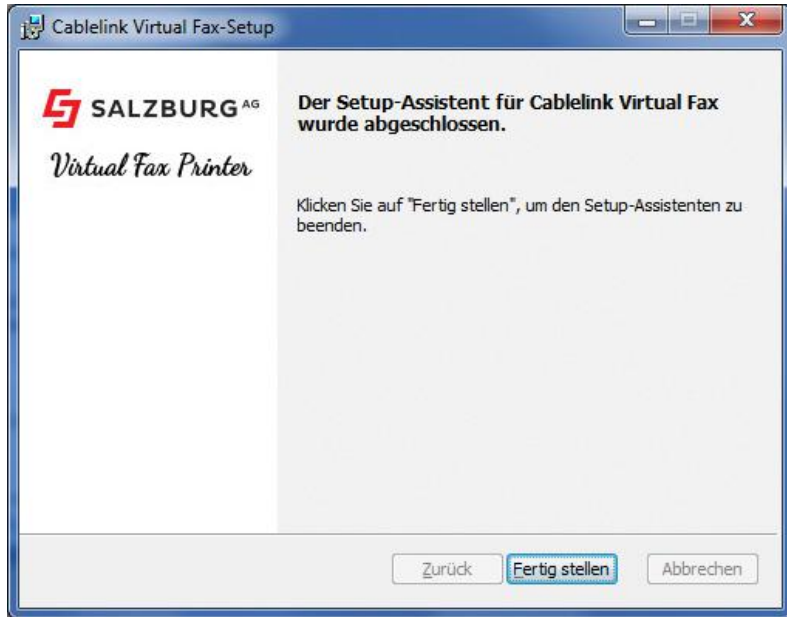 Cablelink Virtual Fax-Setup
SALZBURG AG
Virtual Fax Printer
Der Setup-Assistent für Cablelink Virtual Fax
wurde abgeschlossen.
Klicken Sie auf "Fertig stellen", um den Setup-Assistenten zu
beenden.
Zurück Fertig stellen Abbrechen